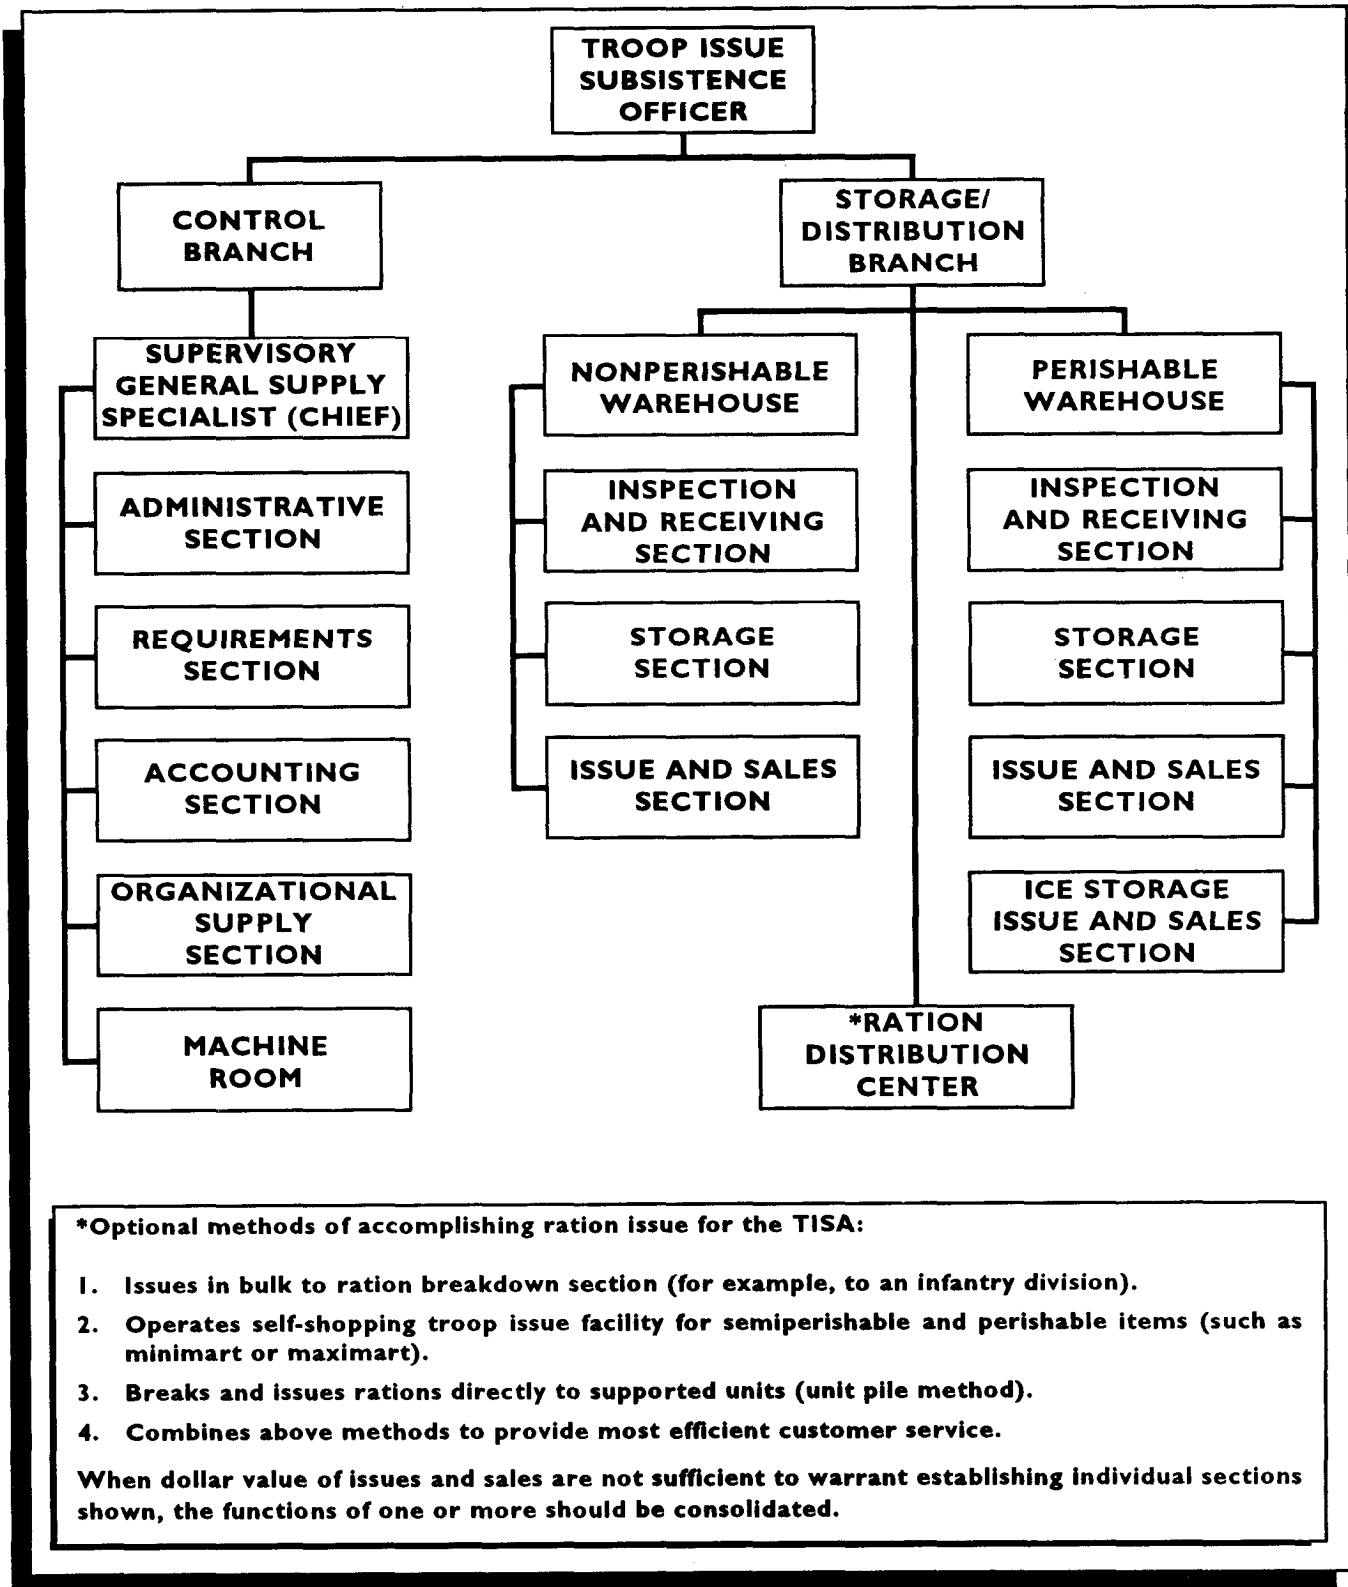 TROOP ISSUE
SUBSISTENCE
OFFICER
CONTROL
BRANCH
STORAGE/
DISTRIBUTION
BRANCH
SUPERVISORY
GENERAL SUPPLY
SPECIALIST (CHIEF)
ADMINISTRATIVE
SECTION
REQUIREMENTS
SECTION
ACCOUNTING
SECTION
ORGANIZATIONAL
SUPPLY
SECTION
MACHINE
ROOM
NONPERISHABLE
WAREHOUSE
INSPECTION
AND RECEIVING
SECTION
STORAGE
SECTION
ISSUE AND SALES
SECTION
PERISHABLE
WAREHOUSE
INSPECTION
AND RECEIVING
SECTION
STORAGE
SECTION
ISSUE AND SALES
SECTION
ICE STORAGE
ISSUE AND SALES
SECTION
*RATION
DISTRIBUTION
CENTER
*Optional methods of accomplishing ration issue for the TISA:
1. Issues in bulk to ration breakdown section (for example, to an infantry division).
2. Operates self-shopping troop issue facility for semiperishable and perishable items (such as
minimart or maximart).
3. Breaks and issues rations directly to supported units (unit pile method).
4. Combines above methods to provide most efficient customer service.
When dollar value of issues and sales are not sufficient to warrant establishing individual sections
shown, the functions of one or more should be consolidated.